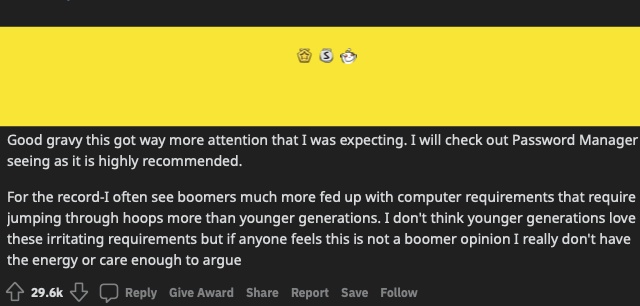 Good gravy this got way more attention that I was expecting. I will check out Password Manager
seeing as it is highly recommended.
For the record-I often see boomers much more fed up with computer requirements that require
jumping through hoops more than younger generations. I don't think younger generations love
these irritating requirements but if anyone feels this is not a boomer opinion I really don't have
the energy or care enough to argue
29.6k Reply Give Award Share Report Save Follow